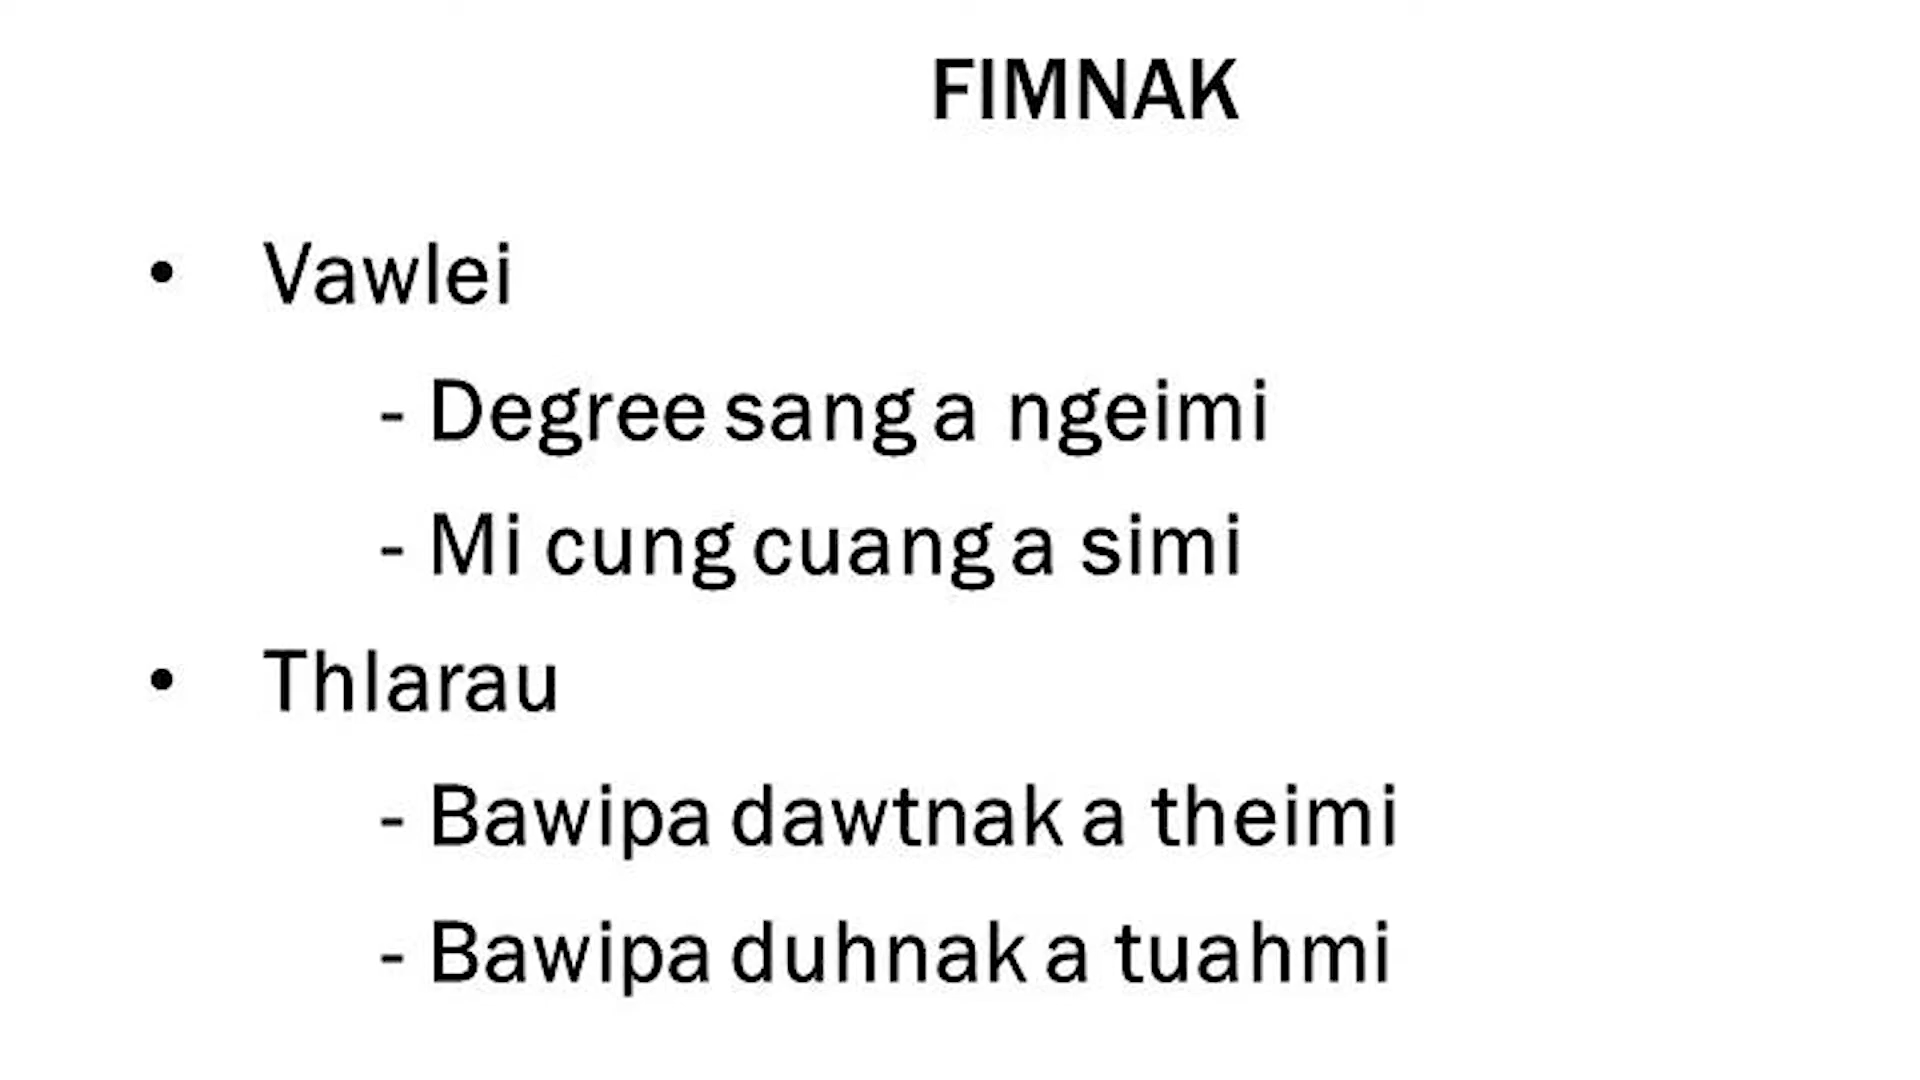 FIMNAK
• Vawlei
- Degree sang a ngeimi
- Mi cung cuang a simi
• Thlarau
- Bawipa dawtnak a theimi
- Bawipa duhnak a tuahmi